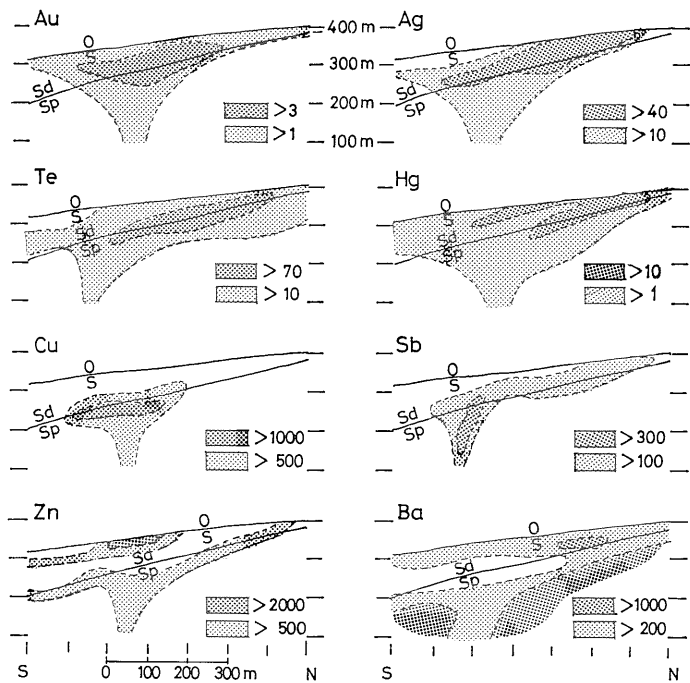 Au
O
S
Sd
Sp
>3
>1
400 m
300 m
200 m
100 m
Ag
O
S
Sd
Sp
>40
>10
Te
O
S
Sd
Sp
>70
>10
Hg
O
S
Sd
Sp
>10
>1
Cu
O
S
Sd
Sp
>1000
>500
Sb
O
S
Sd
Sp
>300
>100
Zn
O
S
Sd
Sp
>2000
>500
Ba
O
S
Sd
Sp
>1000
>200
S
0 100 200 300 m
N
S
N